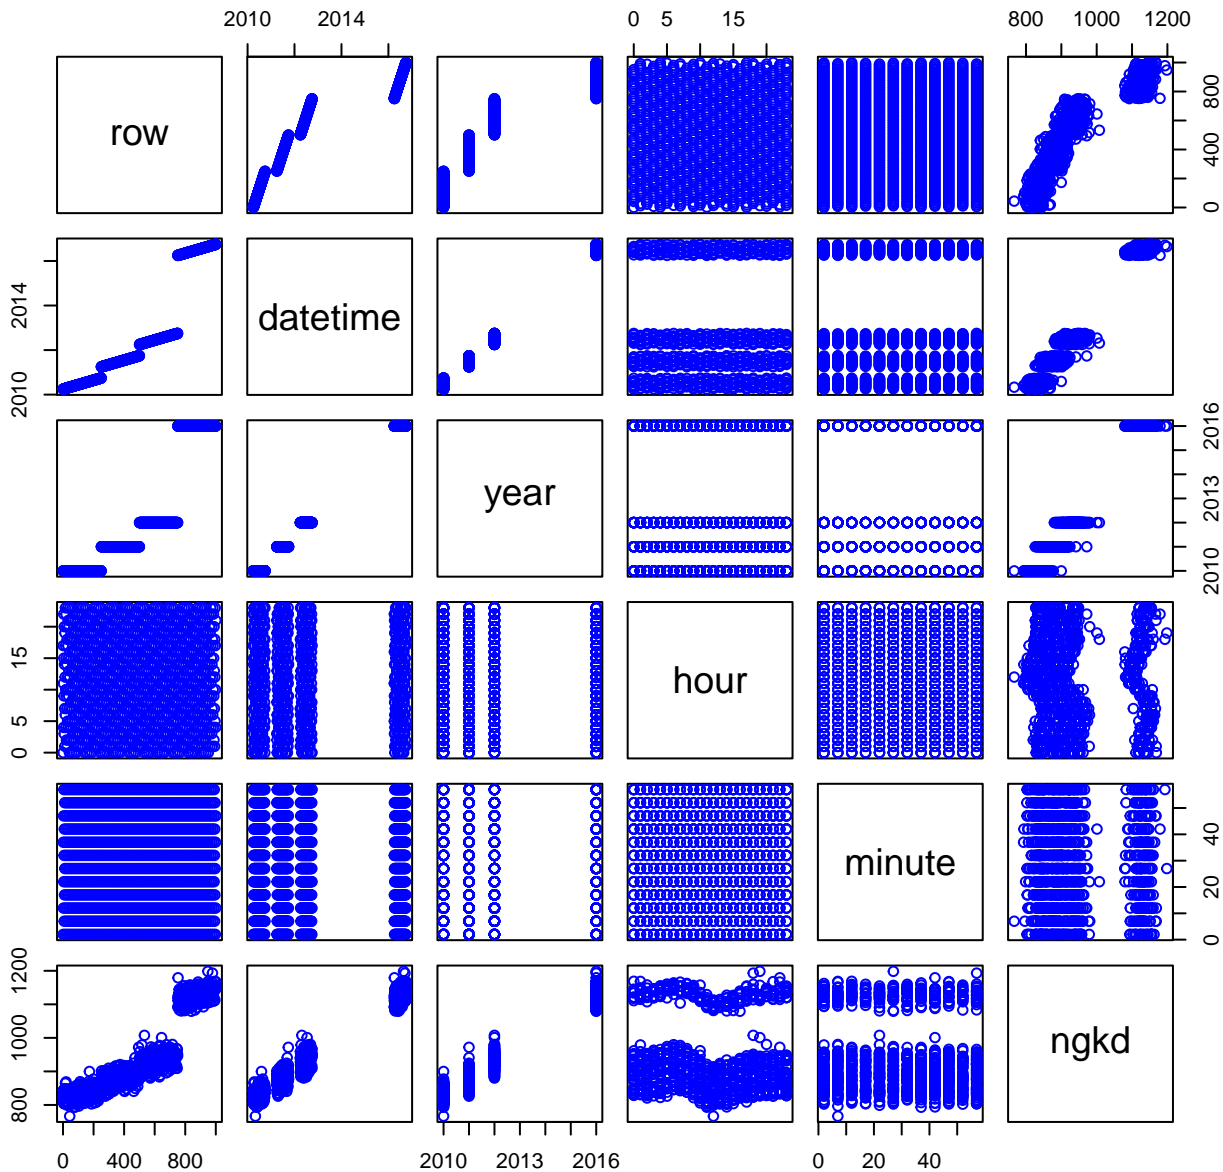 2010 2014 0 5 15 800 1000 1200
row 0 400 800
2010 2014 datetime
year 2010 2013 2016
0 5 15 hour
minute 0 20 40
800 1000 1200 ngkd
0 400 800 2010 2013 2016 0 20 40